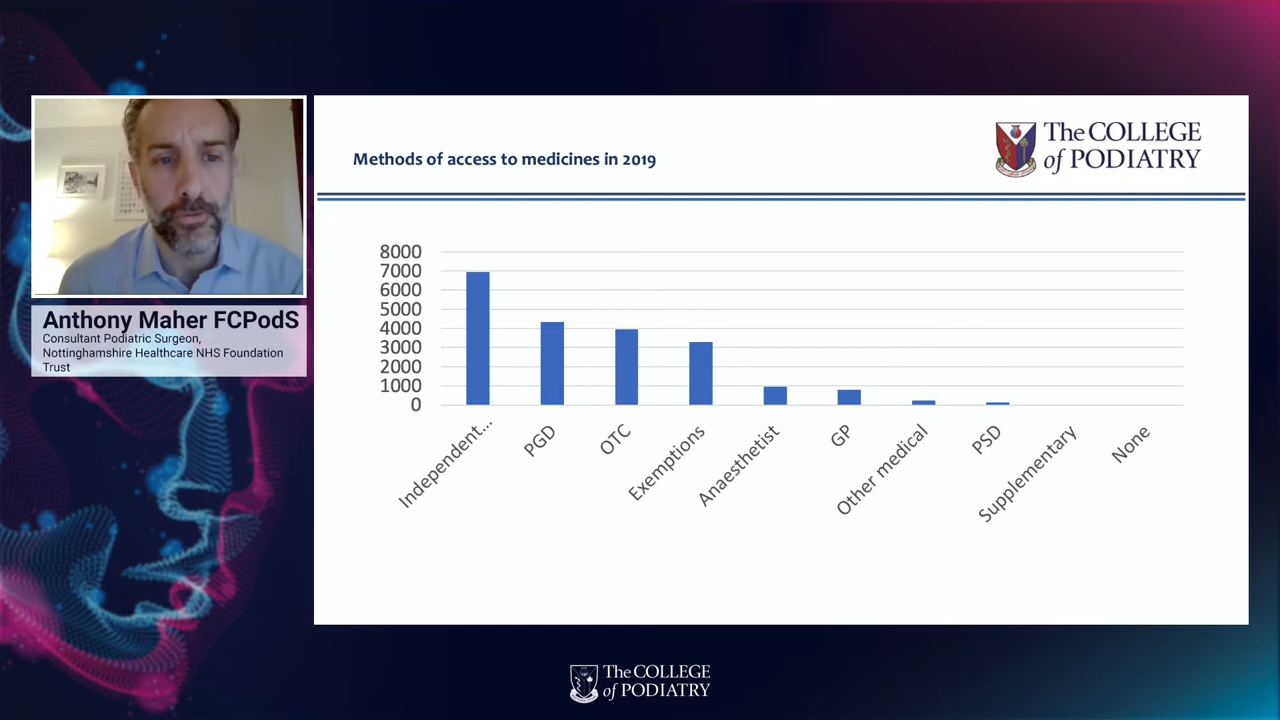 Anthony Maher FCPodS
Consultant Podiatric Surgeon,
Nottinghamshire Healthcare NHS Foundation
Trust
Methods of access to medicines in 2019
The COLLEGE
of PODIATRY
8000
7000
6000
5000
4000
3000
2000
1000
0
Independent...
PGD
OTC
Exemptions
Anaesthetist
GP
Other medical
PSD
Supplementary
None
The COLLEGE
of PODIATRY